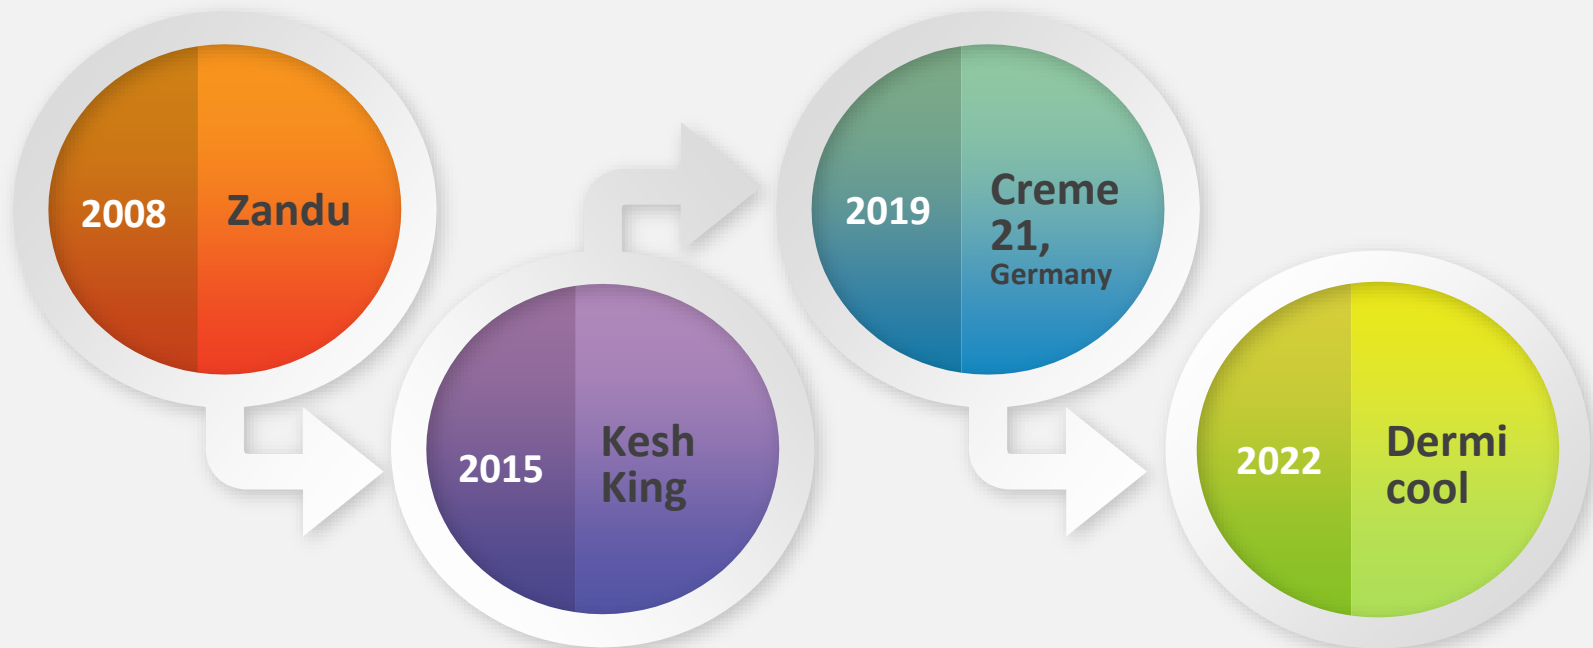 2008
Zandu
2015
Kesh
King
2019
Creme
21,
Germany
2022
Dermi
cool